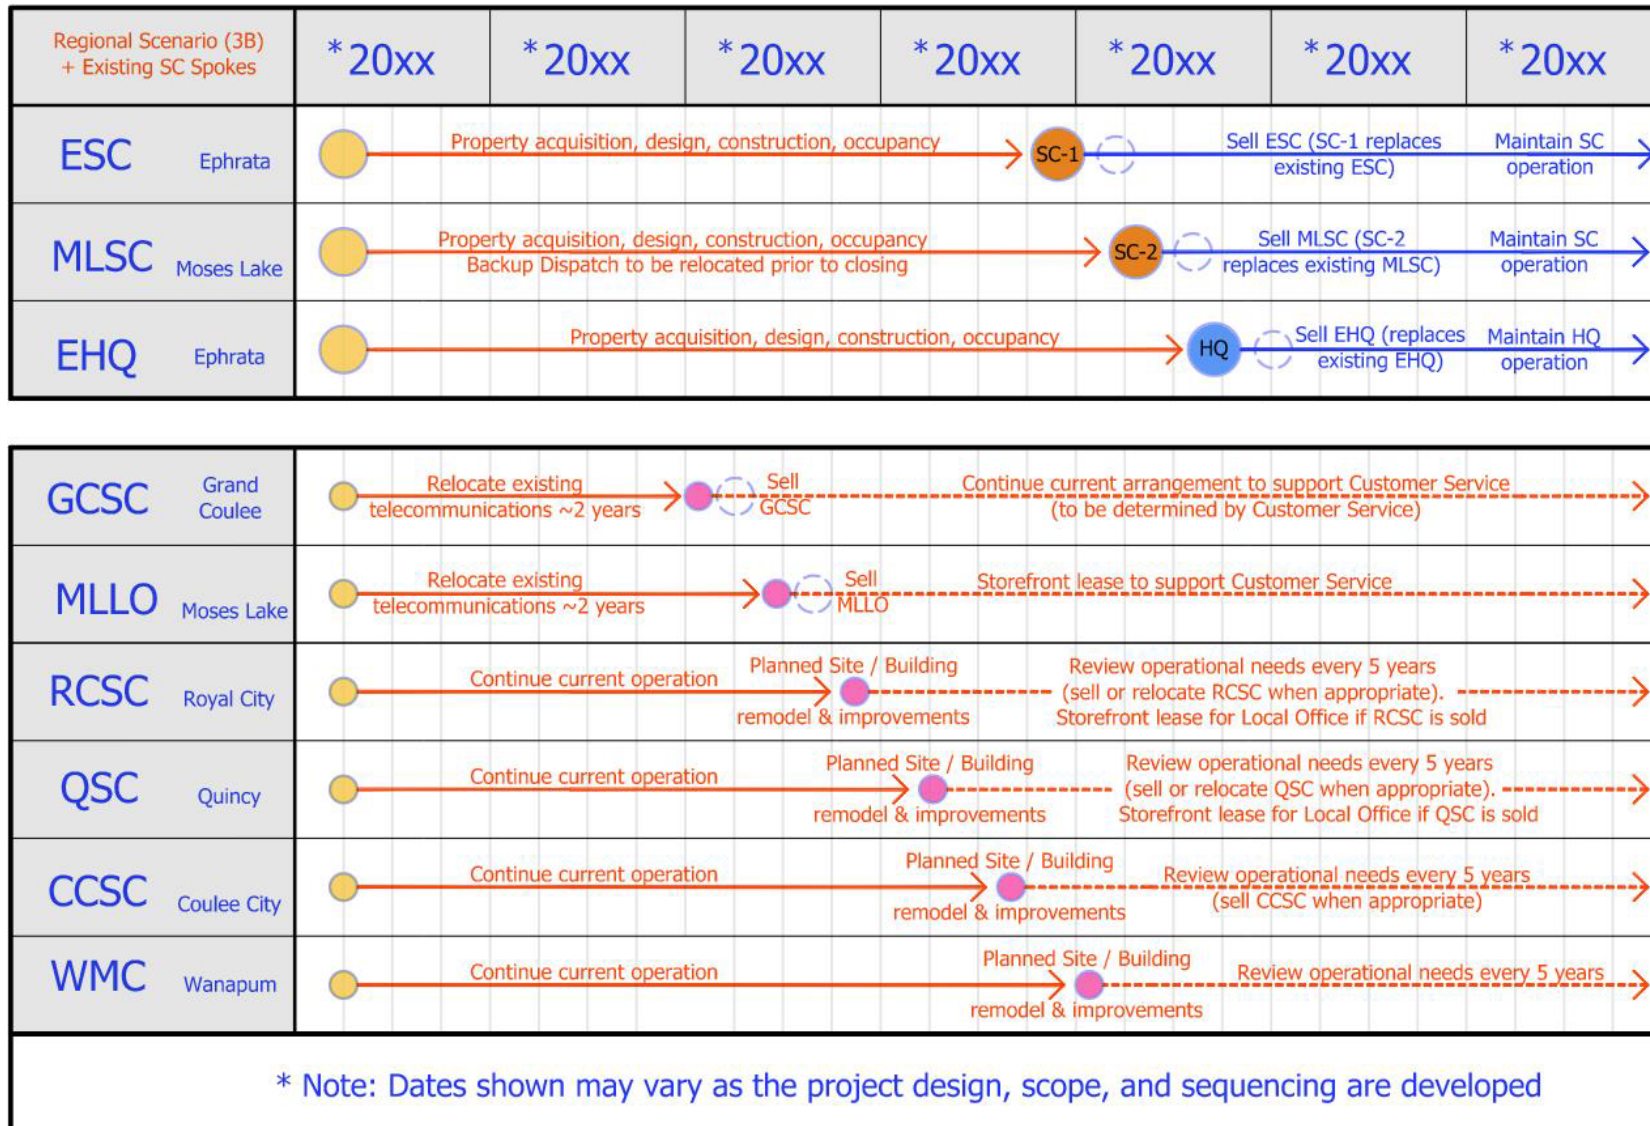 Regional Scenario (3B)
+ Existing SC Spokes
*20xx *20xx *20xx *20xx *20xx *20xx *20xx
ESC Ephrata
Property acquisition, design, construction, occupancy
SC-1
Sell ESC (SC-1 replaces
existing ESC)
Maintain SC
operation
MLSC Moses Lake
Property acquisition, design, construction, occupancy
Backup Dispatch to be relocated prior to closing
SC-2
Sell MLSC (SC-2
replaces existing MLSC)
Maintain SC
operation
EHQ Ephrata
Property acquisition, design, construction, occupancy
HQ
Sell EHQ (replaces
existing EHQ)
Maintain HQ
operation
GCSC Grand
Coulee
Relocate existing
telecommunications ~2 years
Sell
GCSC
Continue current arrangement to support Customer Service
(to be determined by Customer Service)
MLLO Moses Lake
Relocate existing
telecommunications ~2 years
Sell
MLLO
Storefront lease to support Customer Service
RCSC Royal City
Continue current operation
Planned Site / Building
remodel & improvements
Review operational needs every 5 years
(sell or relocate RCSC when appropriate).
Storefront lease for Local Office if RCSC is sold
QSC Quincy
Continue current operation
Planned Site / Building
remodel & improvements
Review operational needs every 5 years
(sell or relocate QSC when appropriate).
Storefront lease for Local Office if QSC is sold
CCSC Coulee City
Continue current operation
Planned Site / Building
remodel & improvements
Review operational needs every 5 years
(sell CCSC when appropriate)
WMC Wanapum
Continue current operation
Planned Site / Building
remodel & improvements
Review operational needs every 5 years
* Note: Dates shown may vary as the project design, scope, and sequencing are developed